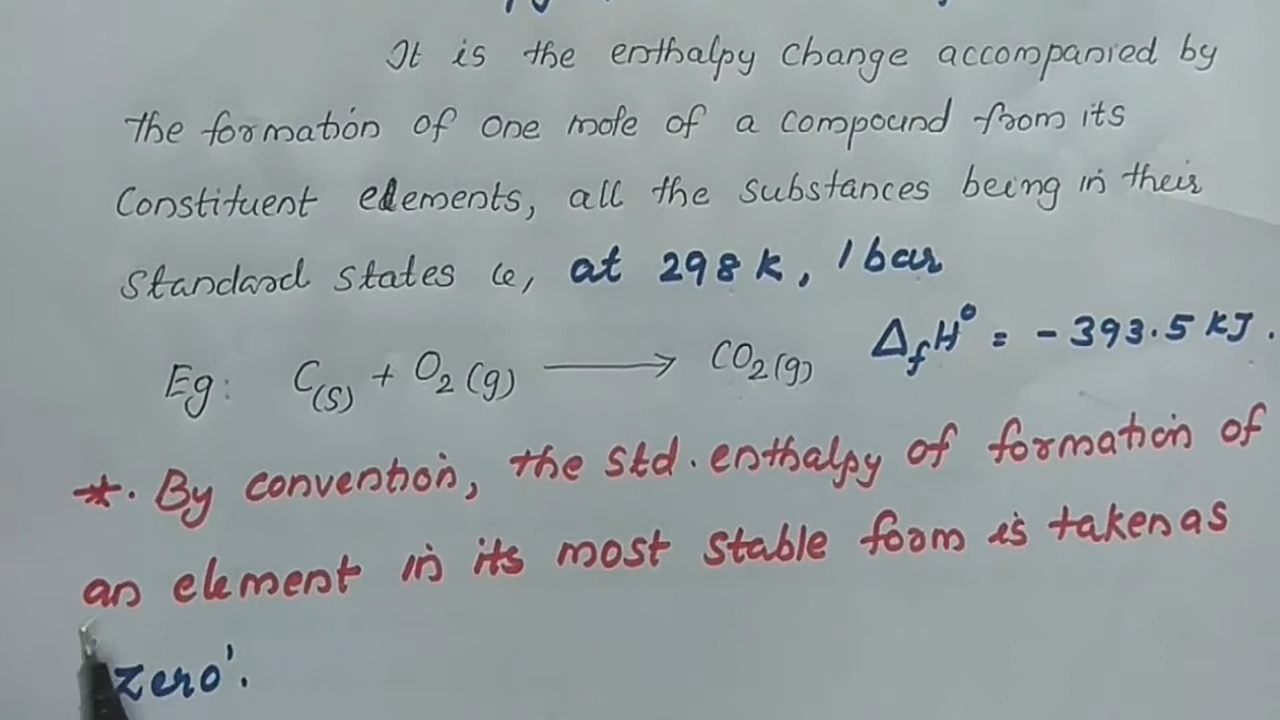 It is the enthalpy change accompanied by
the formation of one mole of a compound from its
Constituent elements, all the substances being in their
Standard states ie, at 298 K, 1 bar
Eg: C(s) + O₂(g) ⟶ CO₂(g) ΔfH° = -393.5 KJ.
*. By convention, the std. enthalpy of formation of
an element in its most stable form is taken as
zero'.